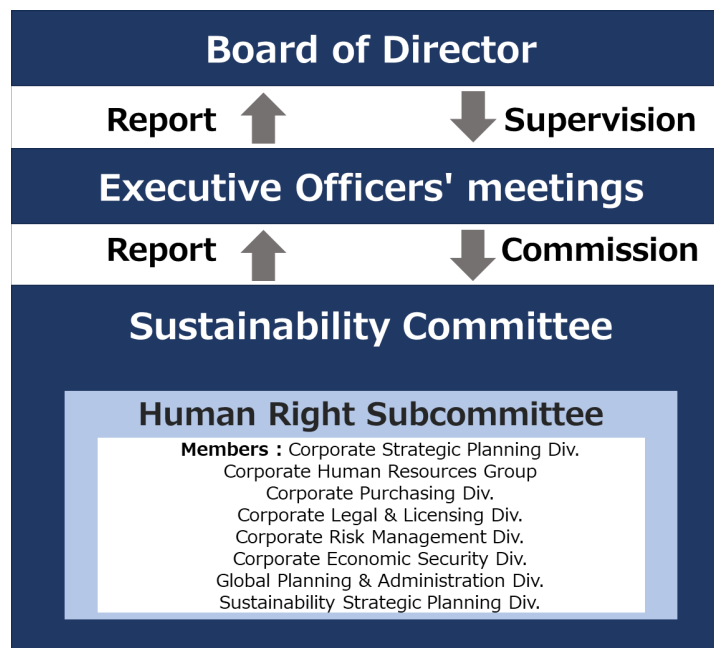 Board of Director
Report Supervision
Executive Officers' meetings
Report Commission
Sustainability Committee
Human Right Subcommittee
Members : Corporate Strategic Planning Div.
Corporate Human Resources Group
Corporate Purchasing Div.
Corporate Legal & Licensing Div.
Corporate Risk Management Div.
Corporate Economic Security Div.
Global Planning & Administration Div.
Sustainability Strategic Planning Div.